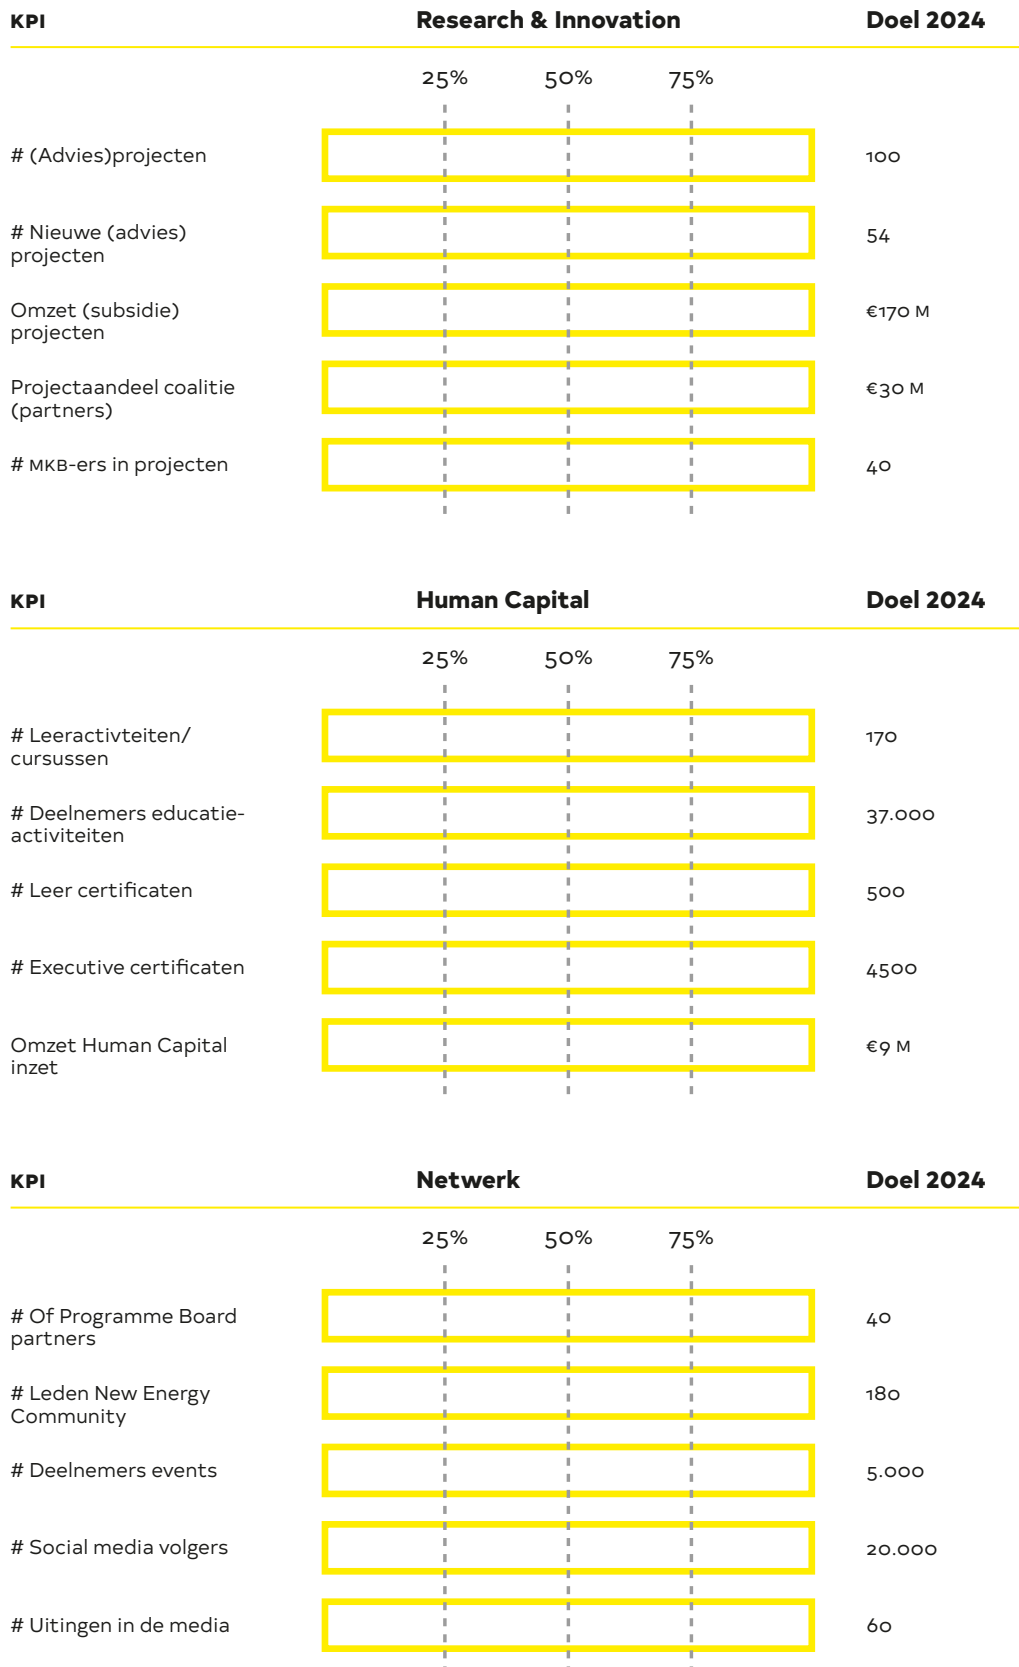 KPI Research & Innovation Doel 2024
25% 50% 75%
# (Advies)projecten 100
# Nieuwe (advies)
projecten 54
Omzet (subsidie)
projecten €170 M
Projectaandeel coalitie
(partners) €30 M
# MKB-ers in projecten 40
KPI Human Capital Doel 2024
25% 50% 75%
# Leeractivteiten/
cursussen 170
# Deelnemers educatie-
activiteiten 37.000
# Leer certificaten 500
# Executive certificaten 4500
Omzet Human Capital
inzet €9 M
KPI Netwerk Doel 2024
25% 50% 75%
# Of Programme Board
partners 40
# Leden New Energy
Community 180
# Deelnemers events 5.000
# Social media volgers 20.000
# Uitingen in de media 60